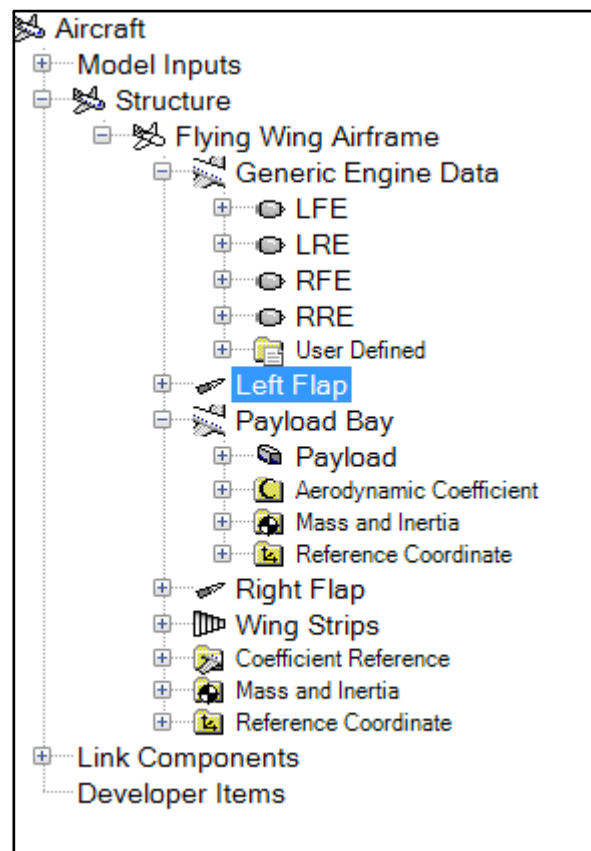 Aircraft
Model Inputs
Structure
Flying Wing Airframe
Generic Engine Data
LFE
LRE
RFE
RRE
User Defined
Left Flap
Payload Bay
Payload
Aerodynamic Coefficient
Mass and Inertia
Reference Coordinate
Right Flap
Wing Strips
Coefficient Reference
Mass and Inertia
Reference Coordinate
Link Components
Developer Items